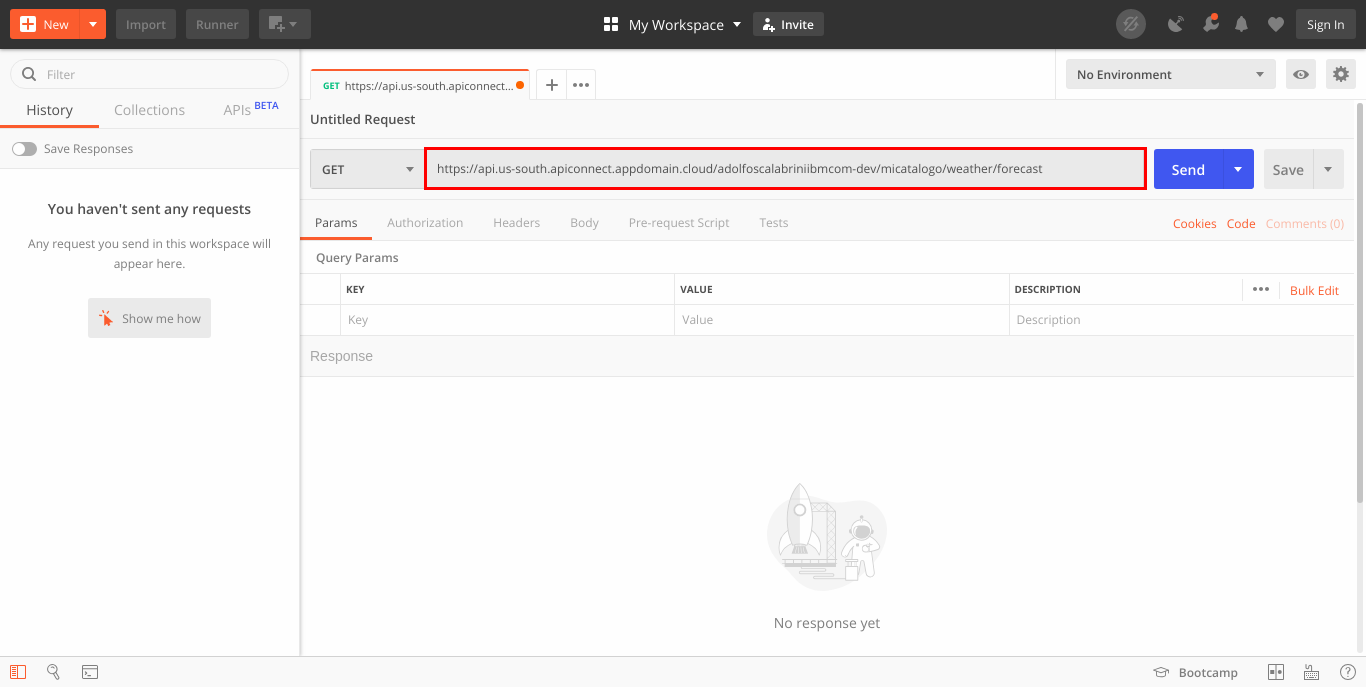 New
Import
Runner
My Workspace
Invite
Sign In
Filter
History
Collections
APIs BETA
Save Responses
You haven't sent any requests
Any request you send in this workspace will
appear here.
Show me how
GET https://api.us-south.apiconnect...
No Environment
Untitled Request
GET
https://api.us-south.apiconnect.appdomain.cloud/adolfoscalabriniibmcom-dev/micatalogo/weather/forecast
Send
Save
Params
Authorization
Headers
Body
Pre-request Script
Tests
Cookies
Code
Comments (0)
Query Params
KEY
VALUE
DESCRIPTION
Bulk Edit
Key
Value
Description
Response
No response yet
Bootcamp